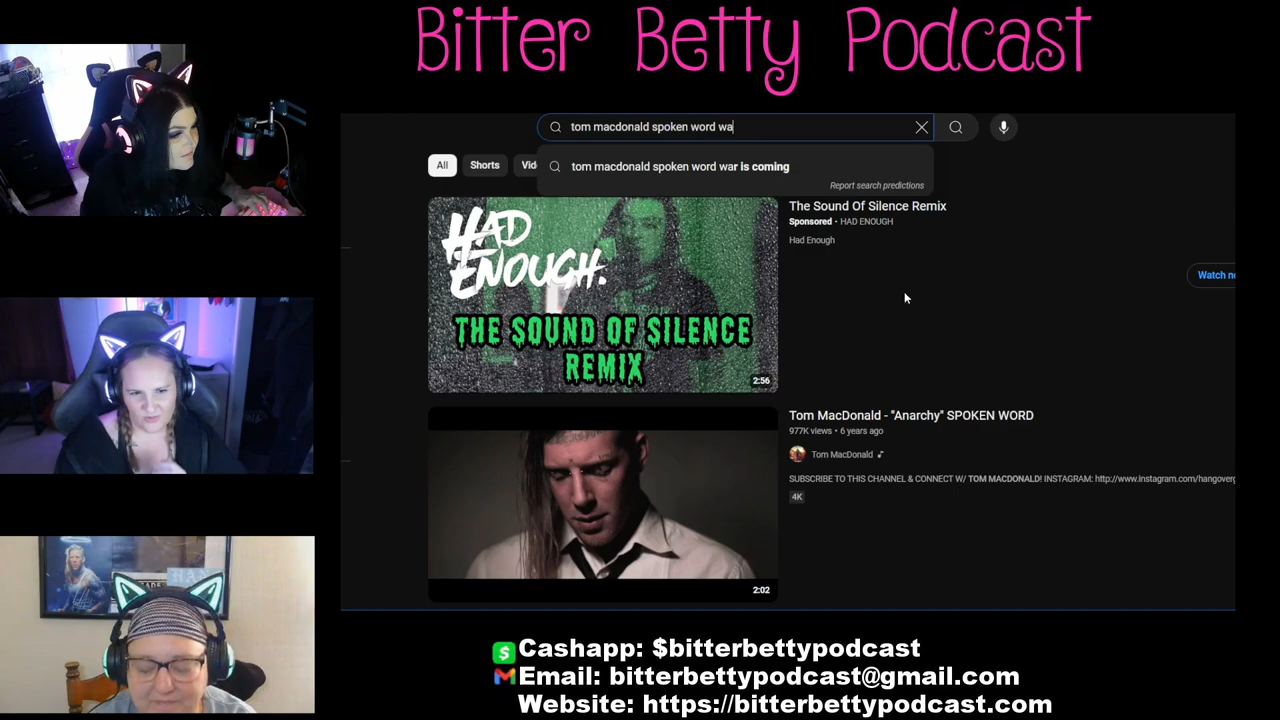 Bitter Betty Podcast
tom macdonald spoken word wa
tom macdonald spoken word war is coming
Report search predictions
All
Shorts
Vid
HAD
ENOUGH.
THE SOUND OF SILENCE
REMIX
2:56
The Sound Of Silence Remix
Sponsored • HAD ENOUGH
Had Enough
Watch n
Tom MacDonald - "Anarchy" SPOKEN WORD
977K views • 6 years ago
Tom MacDonald
SUBSCRIBE TO THIS CHANNEL & CONNECT W/ TOM MACDONALD! INSTAGRAM: http://www.instagram.com/hangoverg
4K
2:02
HAN
Cashapp: $bitterbettypodcast
Email: bitterbettypodcast@gmail.com
Website: https://bitterbettypodcast.com